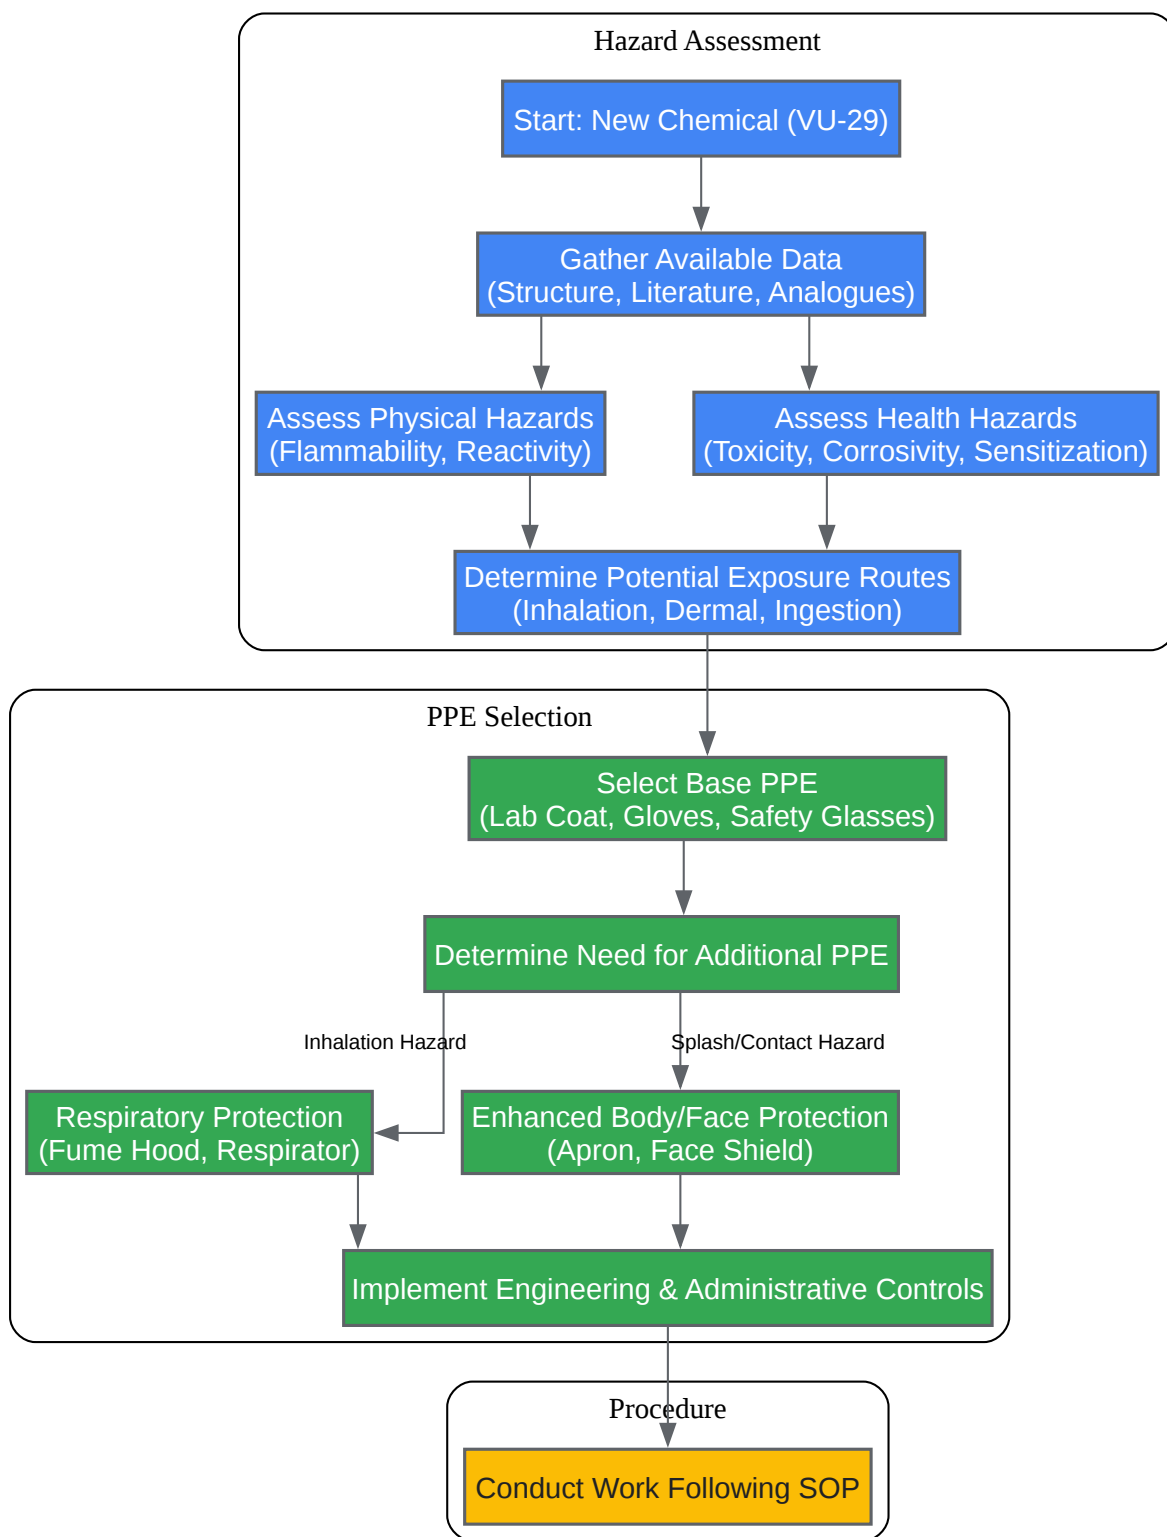 Hazard Assessment
Start: New Chemical (VU-29)
Gather Available Data
(Structure, Literature, Analogues)
Assess Physical Hazards
(Flammability, Reactivity)
Assess Health Hazards
(Toxicity, Corrosivity, Sensitization)
Determine Potential Exposure Routes
(Inhalation, Dermal, Ingestion)
PPE Selection
Select Base PPE
(Lab Coat, Gloves, Safety Glasses)
Determine Need for Additional PPE
Inhalation Hazard
Splash/Contact Hazard
Respiratory Protection
(Fume Hood, Respirator)
Enhanced Body/Face Protection
(Apron, Face Shield)
Implement Engineering & Administrative Controls
Procedure
Conduct Work Following SOP